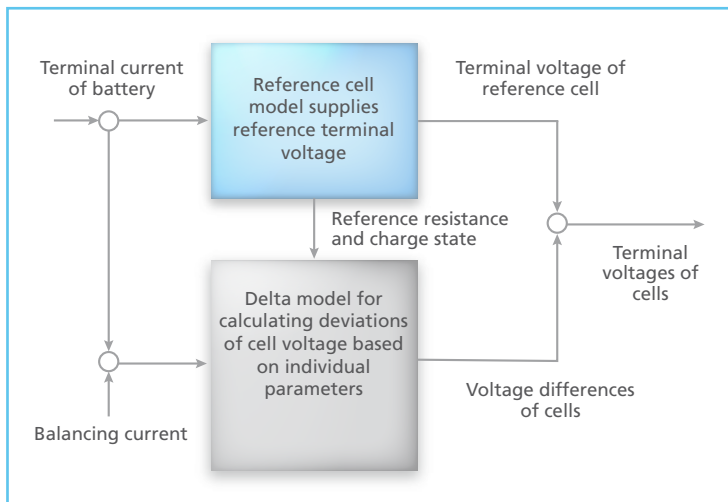 Terminal current
of battery
Reference cell
model supplies
reference terminal
voltage
Terminal voltage of
reference cell
Reference resistance
and charge state
Terminal
voltages of
cells
Delta model for
calculating deviations
of cell voltage based
on individual
parameters
Balancing current
Voltage differences
of cells